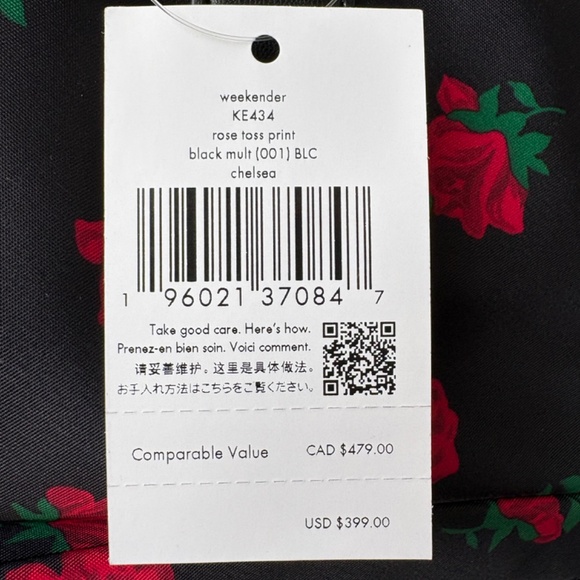 weekender
KE434
rose toss print
black mult (001) BLC
chelsea
1 96021 37084 7
Take good care. Here's how.
Prenez-en bien soin. Voici comment.
请妥善维护。这里是具体做法。
お手入れ方法はこちらをご覧ください。
Comparable Value CAD $479.00
USD $399.00